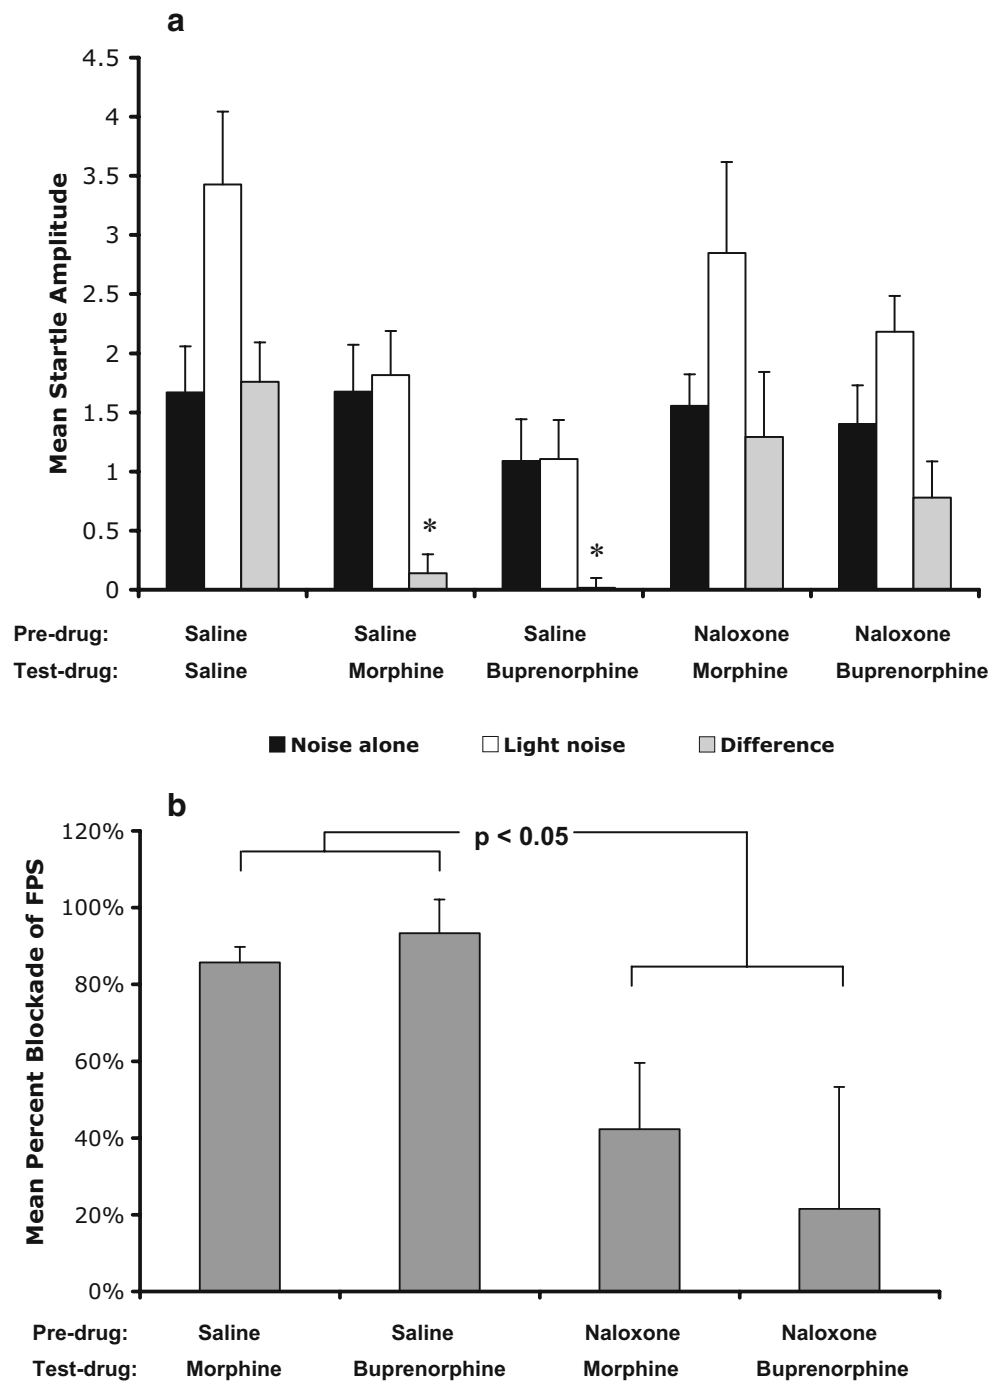 a
4.5
4
3.5
3
2.5
2
1.5
1
0.5
0
Mean Startle Amplitude
*
*
Pre-drug: Saline Saline Saline Naloxone Naloxone
Test-drug: Saline Morphine Buprenorphine Morphine Buprenorphine
Noise alone Light noise Difference
b
120%
100%
80%
60%
40%
20%
0%
Mean Percent Blockade of FPS
p < 0.05
Pre-drug: Saline Saline Naloxone Naloxone
Test-drug: Morphine Buprenorphine Morphine Buprenorphine